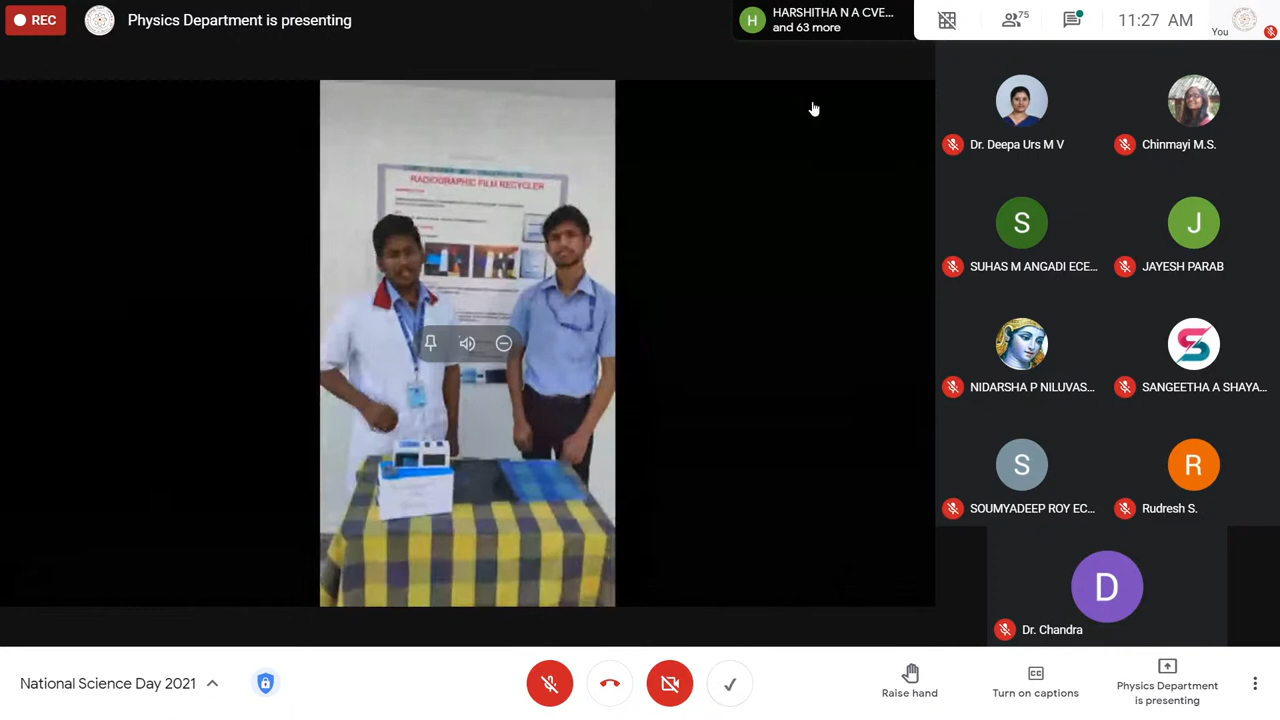 REC
Physics Department is presenting
H
HARSHITHA N A CVE...
and 63 more
75
11:27 AM
You
Dr. Deepa Urs M V
Chinmayi M.S.
S
SUHAS M ANGADI ECE...
J
JAYESH PARAB
NIDARSHA P NILUVAS...
S
SANGEETHA A SHAYA...
S
SOUMYADEEP ROY EC...
R
Rudresh S.
D
Dr. Chandra
RADIOGRAPHIC FILM RECYCLER
National Science Day 2021
Raise hand
CC
Turn on captions
Physics Department
is presenting